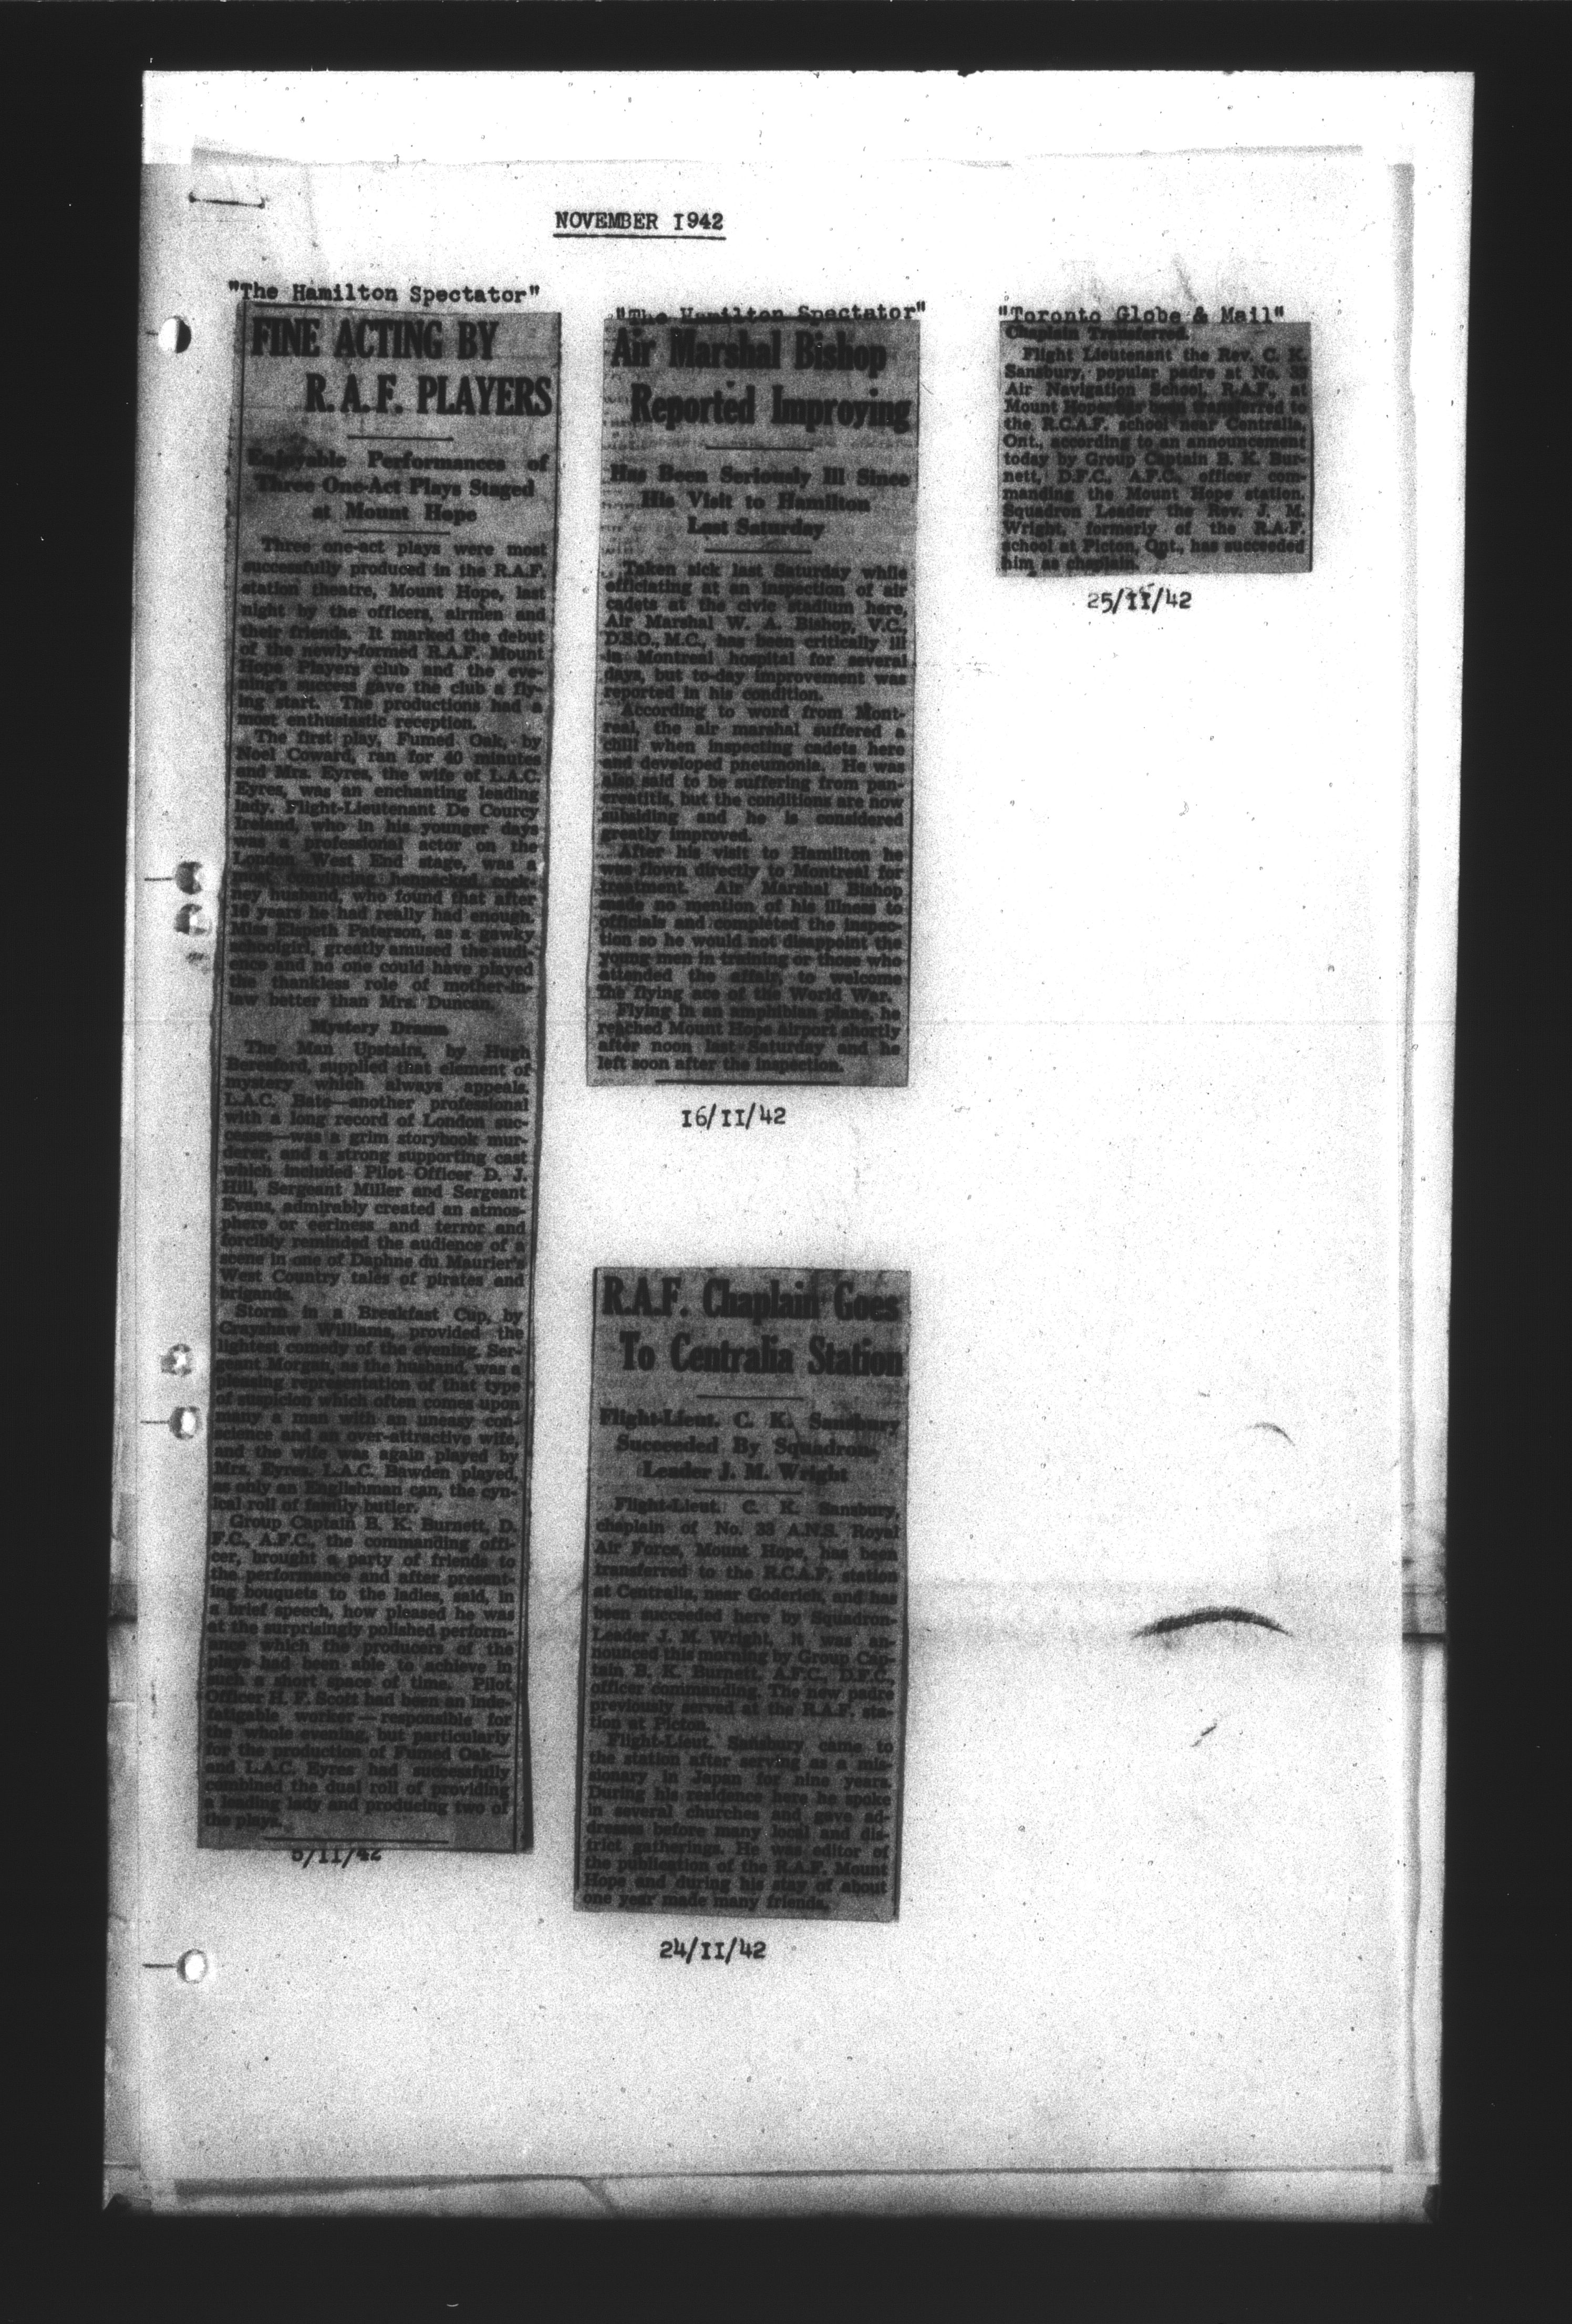 NOVEMBER 1942
"The Hamilton Spectator"
FINE ACTING BY
R.A.F. PLAYERS
Enjoyable Performances of
Three One-Act Plays Staged
at Mount Hope
Three one-act plays were most
successfully produced in the R.A.F.
station theatre, Mount Hope, last
night by the officers, airmen and
their friends. It marked the debut
of the newly-formed R.A.F. Mount
Hope Players club and the eve-
ning's success gave the club a fly-
ing start. The productions had a
most enthusiastic reception.
The first play, Fumed Oak, by
Noel Coward, ran for 40 minutes
and Mrs. Eyres, the wife of L.A.C.
Eyres, was an enchanting leading
lady. Flight-Lieutenant De Courcy
Ireland, who in his younger days
was a professional actor on the
London West End stage, was a
most convincing henpecked cock-
ney husband, who found that after
16 years he had really had enough.
Miss Elspeth Paterson, as a gawky
schoolgirl, greatly amused the audi-
ence and no one could have played
the thankless role of mother-in-
law better than Mrs. Duncan.
Mystery Drama
The Man Upstairs, by Hugh
Beresford, supplied that element of
mystery which always appeals.
L.A.C. Bate—another professional
with a long record of London suc-
cesses—was a grim storybook mur-
derer, and a strong supporting cast
which included Pilot Officer D. J.
Hill, Sergeant Miller and Sergeant
Evans, admirably created an atmos-
phere or eeriness and terror and
forcibly reminded the audience of a
scene in one of Daphne du Maurier's
West Country tales of pirates and
brigands.
Storm in a Breakfast Cup, by
Crayshaw Williams, provided the
lightest comedy of the evening. Ser-
geant Morgan, as the husband, was a
pleasing representation of that type
of suspicion which often comes upon
many a man with an uneasy con-
science and an over-attractive wife,
and the wife was again played by
Mrs. Eyres. L.A.C. Bawden played,
as only an Englishman can, the cyn-
ical roll of family butler.
Group Captain B. K. Burnett, D.
F.C., A.F.C., the commanding offi-
cer, brought a party of friends to
the performance and after present-
ing bouquets to the ladies, said, in
a brief speech, how pleased he was
at the surprisingly polished perform-
ance which the producers of the
plays had been able to achieve in
such a short space of time. Pilot
Officer H. F. Scott had been an inde-
fatigable worker—responsible for
the whole evening, but particularly
for the production of Fumed Oak—
and L.A.C. Eyres had successfully
combined the dual roll of providing
a leading lady and producing two of
the plays.
/II/42
"The Hamilton Spectator"
Air Marshal Bishop
Reported Improving
Has Been Seriously Ill Since
His Visit to Hamilton
Last Saturday
Taken sick last Saturday while
officiating at an inspection of air
cadets at the civic stadium here,
Air Marshal W. A. Bishop, V.C.,
D.S.O., M.C., has been critically ill
in Montreal hospital for several
days, but to-day improvement was
reported in his condition.
According to word from Mont-
real, the air marshal suffered a
chill when inspecting cadets here
and developed pneumonia. He was
also said to be suffering from pan-
creatitis, but the conditions are now
subsiding and he is considered
greatly improved.
After his visit to Hamilton he
was flown directly to Montreal for
treatment. Air Marshal Bishop
made no mention of his illness to
officials and completed the inspec-
tion so he would not disappoint the
young men in training or those who
attended the affair to welcome
the flying ace of the World War.
Flying in an amphibian plane, he
reached Mount Hope airport shortly
after noon last Saturday and he
left soon after the inspection.
16/II/42
R.A.F. Chaplain Goes
To Centralia Station
Flight-Lieut. C. K. Sansbury
Succeeded By Squadron-
Leader J. M. Wright
Flight-Lieut. C. K. Sansbury,
chaplain of No. 33 A.N.S. Royal
Air Force, Mount Hope, has been
transferred to the R.C.A.F. station
at Centralia, near Goderich, and has
been succeeded here by Squadron-
Leader J. M. Wright, it was an-
nounced this morning by Group Cap-
tain B. K. Burnett, A.F.C., D.F.C.,
officer commanding. The new padre
previously served at the R.A.F. sta-
tion at Picton.
Flight-Lieut. Sansbury came to
the station after serving as a mis-
sionary in Japan for nine years.
During his residence here he spoke
in several churches and gave ad-
dresses before many local and dis-
trict gatherings. He was editor of
the publication of the R.A.F. Mount
Hope and during his stay of about
one year made many friends.
24/II/42
"Toronto Globe & Mail"
Chaplain Transferred.
Flight Lieutenant the Rev. C. K.
Sansbury, popular padre at No. 33
Air Navigation School, R.A.F., at
Mount Hope, has been transferred to
the R.C.A.F. school near Centralia,
Ont., according to an announcement
today by Group Captain B. K. Bur-
nett, D.F.C., A.F.C., officer com-
manding the Mount Hope station.
Squadron Leader the Rev. J. M.
Wright, formerly of the R.A.F.
school at Picton, Ont., has succeeded
him as chaplain.
25/II/42